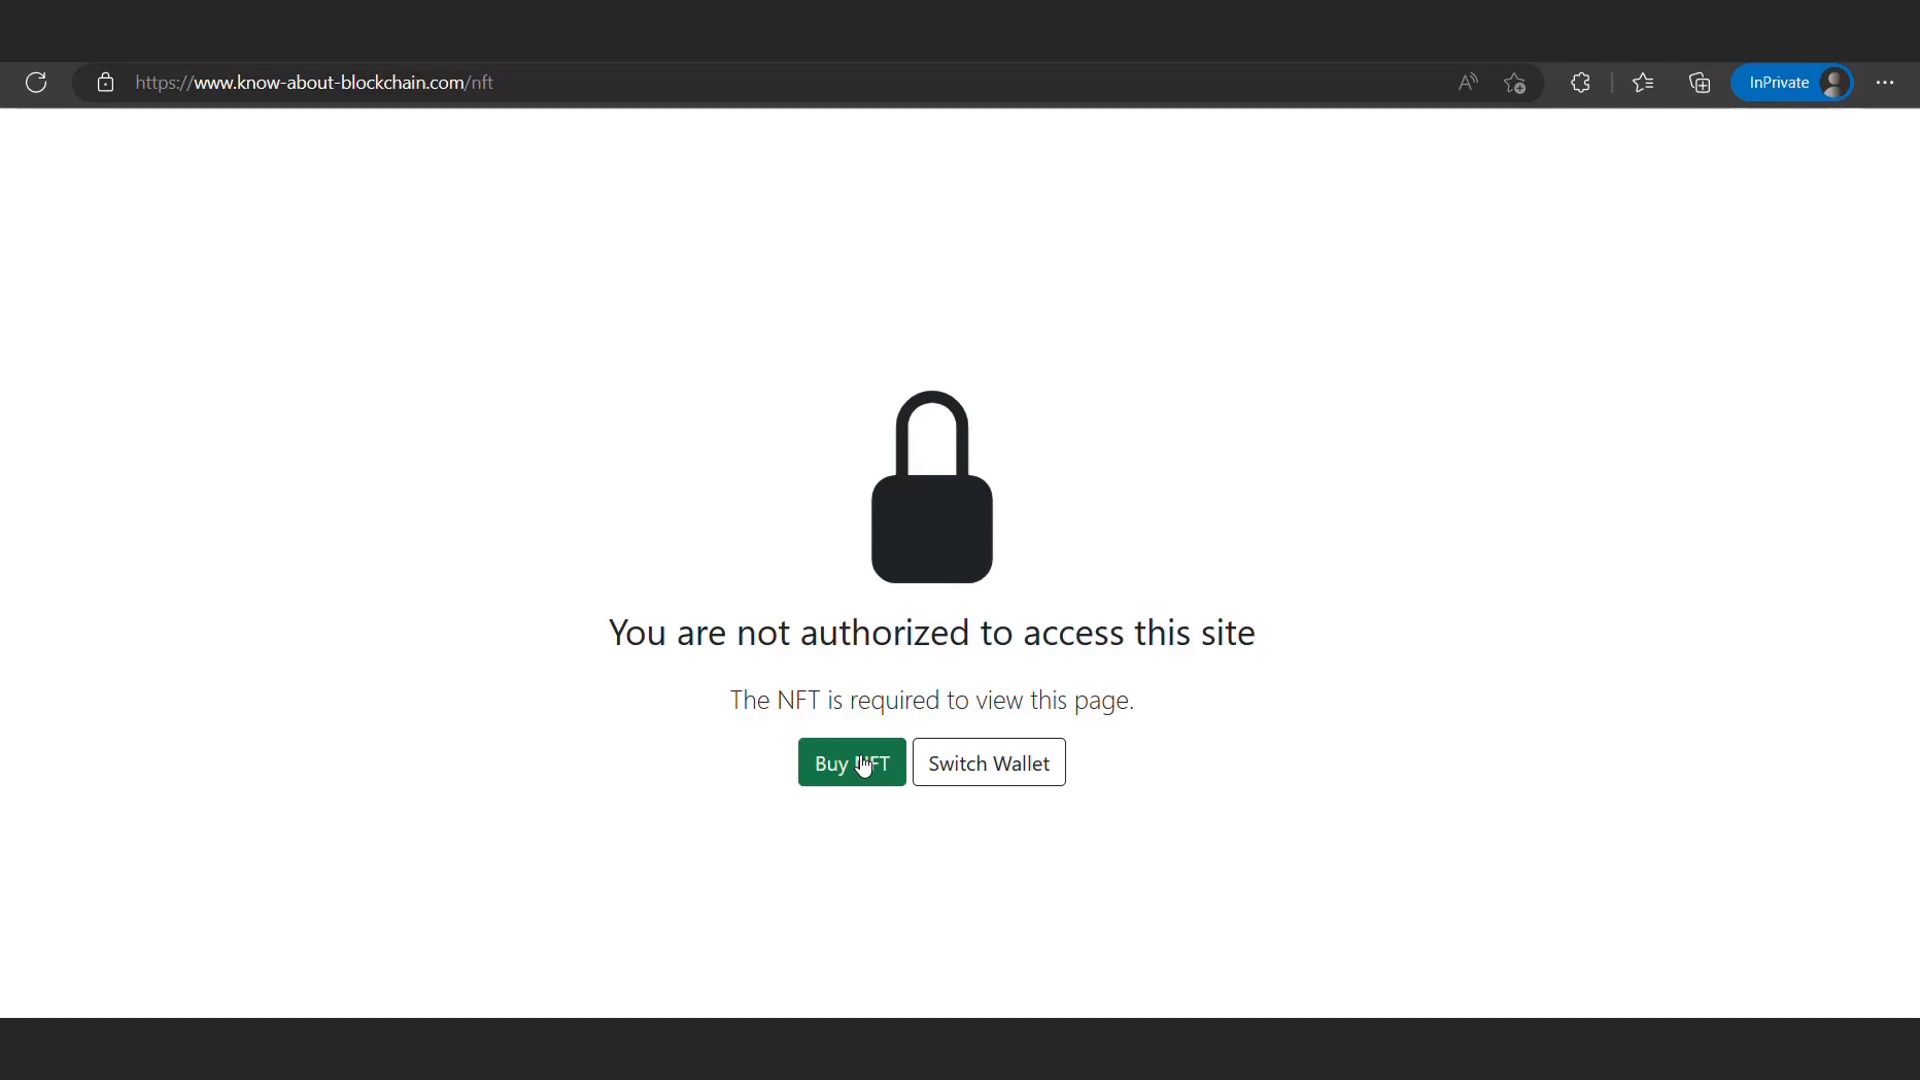 https://www.know-about-blockchain.com/nft
InPrivate
You are not authorized to access this site
The NFT is required to view this page.
Buy NFT
Switch Wallet